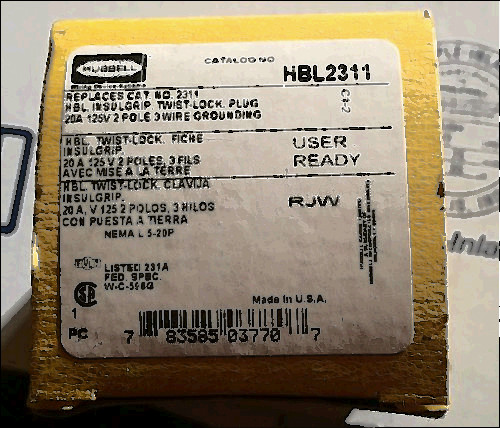 HUBBELL
CATALOG NO
HBL2311
REPLACES CAT. NO. 2311
HBL INSULGRIP TWIST-LOCK PLUG
20A 125V 2 POLE 3 WIRE GROUNDING
HBL. TWIST-LOCK. FICHE
INSULGRIP.
20 A 125 V 2 POLES, 3 FILS
AVEC MISE A LA TERRE
USER
READY
HBL. TWIST-LOCK. CLAVIJA
INSULGRIP.
20 A, V 125 2 POLOS, 3 HILOS
CON PUESTA A TIERRA
NEMA L 5-20P
RJW
LISTED 231A
FED. SPEC.
W-C-596G
1
PC
Made In U.S.A.
7 83585 03770 7
Inlet